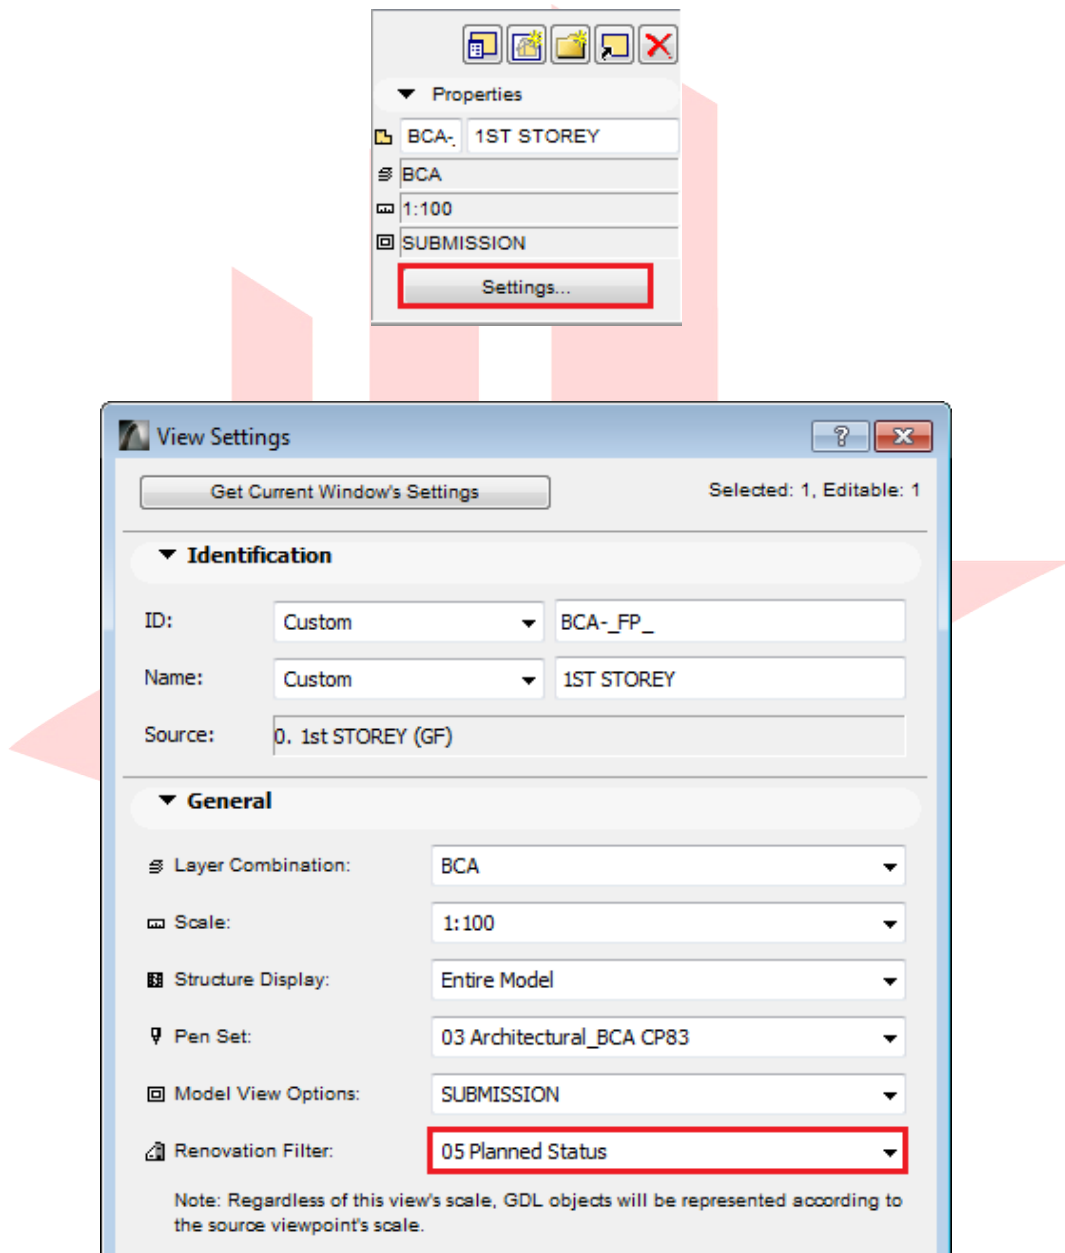 Properties
BCA-_ 1ST STOREY
BCA
1:100
SUBMISSION
Settings...
View Settings
Get Current Window's Settings Selected: 1, Editable: 1
Identification
ID: Custom BCA-_FP_
Name: Custom 1ST STOREY
Source: 0. 1st STOREY (GF)
General
Layer Combination: BCA
Scale: 1:100
Structure Display: Entire Model
Pen Set: 03 Architectural_BCA CP83
Model View Options: SUBMISSION
Renovation Filter: 05 Planned Status
Note: Regardless of this view's scale, GDL objects will be represented according to
the source viewpoint's scale.